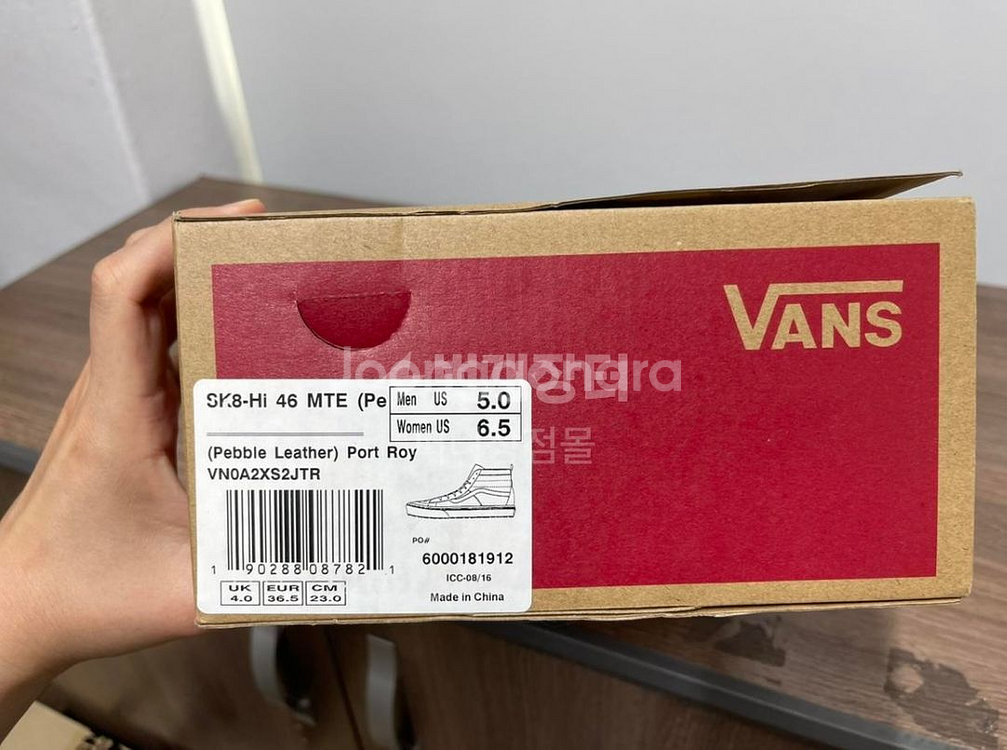 VANS
SK8-Hi 46 MTE (Pe
Men US 5.0
Women US 6.5
(Pebble Leather) Port Roy
VN0A2XS2JTR
PO#
6000181912
ICC-08/16
Made in China
1 90288 08782 1
UK 4.0
EUR 36.5
CM 23.0